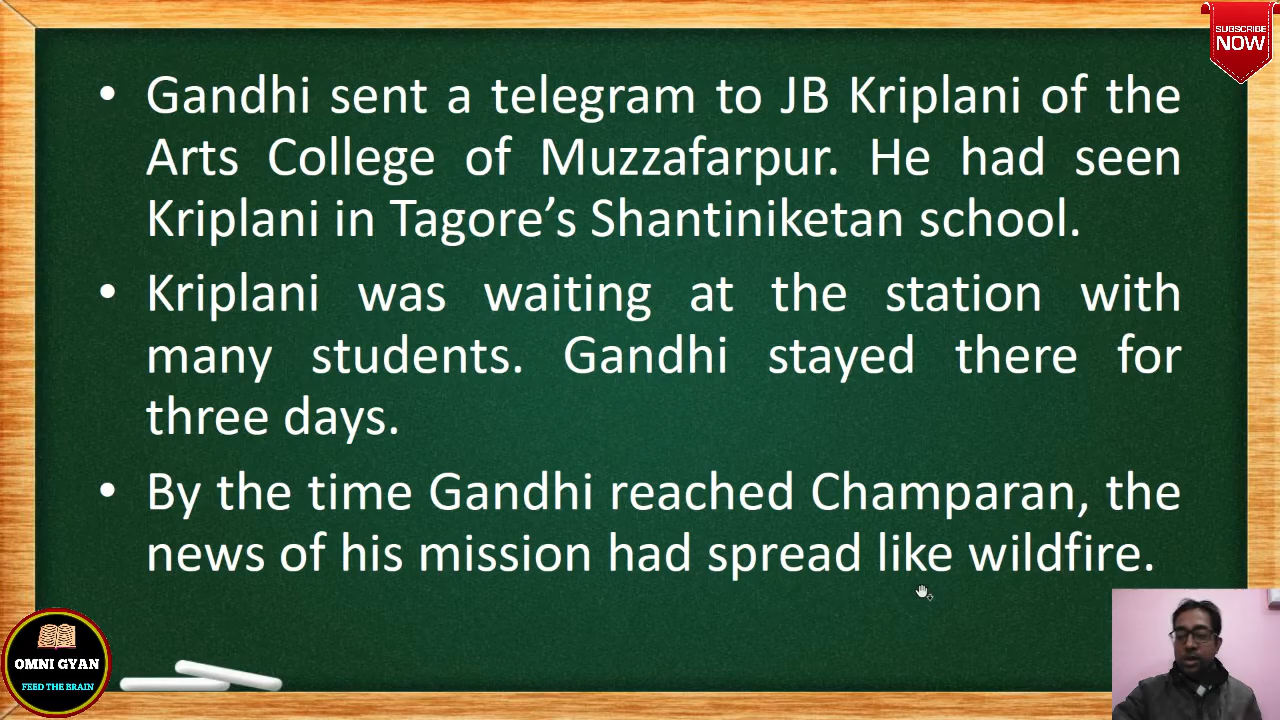 SUBSCRIBE
NOW
• Gandhi sent a telegram to JB Kriplani of the
Arts College of Muzzafarpur. He had seen
Kriplani in Tagore’s Shantiniketan school.
• Kriplani was waiting at the station with
many students. Gandhi stayed there for
three days.
• By the time Gandhi reached Champaran, the
news of his mission had spread like wildfire.
OMNI GYAN
FEED THE BRAIN